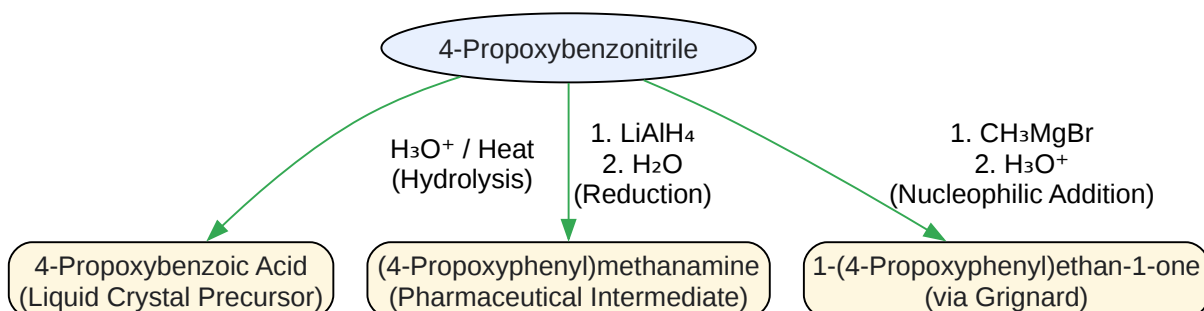 4-Propoxybenzonitrile
H₃O⁺ / Heat
(Hydrolysis)
1. LiAlH₄
2. H₂O
(Reduction)
1. CH₃MgBr
2. H₃O⁺
(Nucleophilic Addition)
4-Propoxybenzoic Acid
(Liquid Crystal Precursor)
(4-Propoxyphenyl)methanamine
(Pharmaceutical Intermediate)
1-(4-Propoxyphenyl)ethan-1-one
(via Grignard)